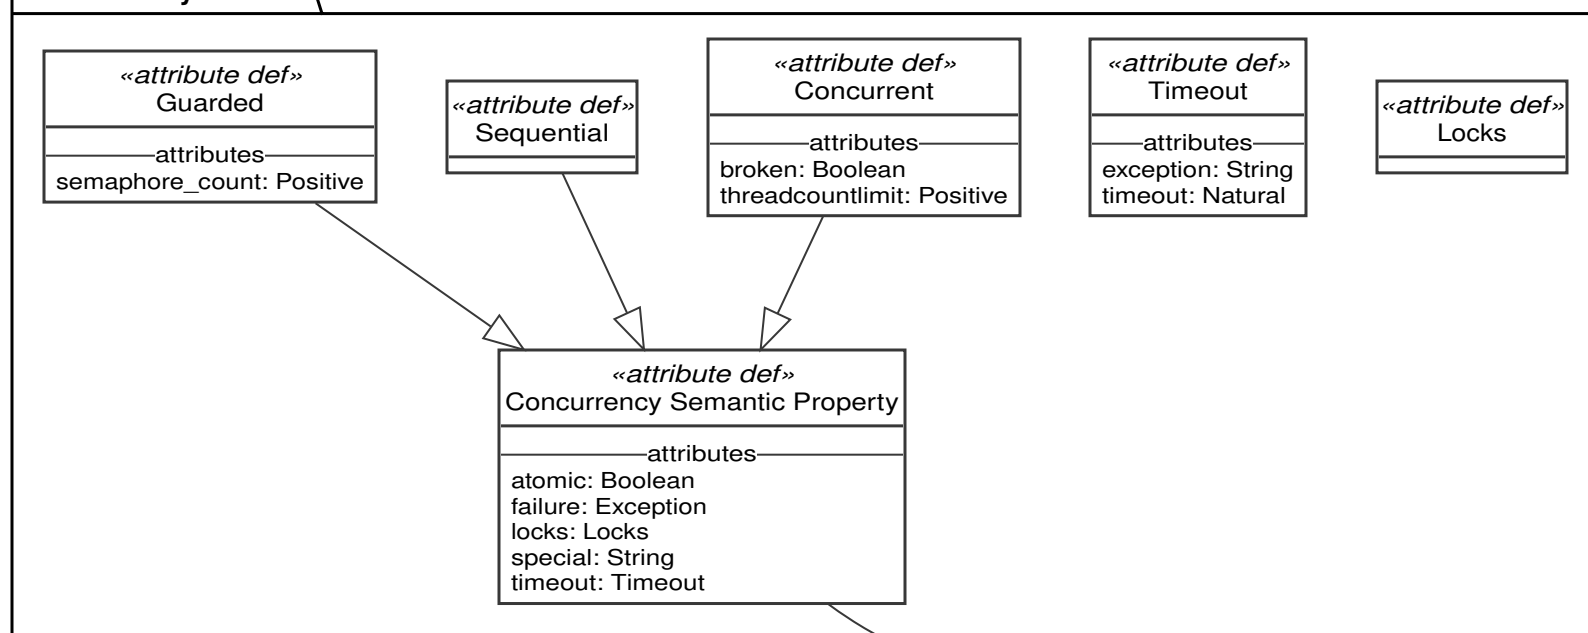 «attribute def»
Guarded
attributes
semaphore_count: Positive
«attribute def»
Sequential
«attribute def»
Concurrent
attributes
broken: Boolean
threadcountlimit: Positive
«attribute def»
Timeout
attributes
exception: String
timeout: Natural
«attribute def»
Locks
«attribute def»
Concurrency Semantic Property
attributes
atomic: Boolean
failure: Exception
locks: Locks
special: String
timeout: Timeout